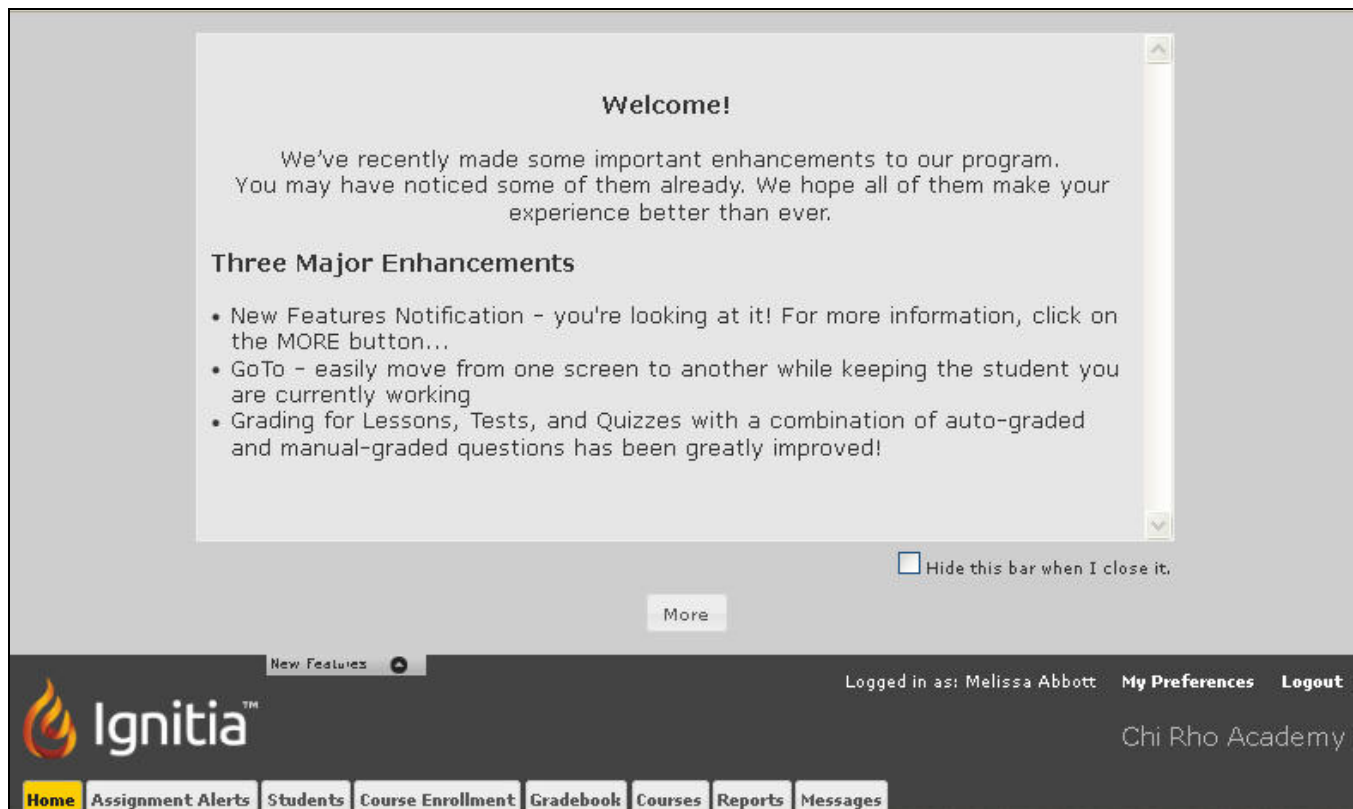 Welcome!
We've recently made some important enhancements to our program.
You may have noticed some of them already. We hope all of them make your
experience better than ever.
Three Major Enhancements
• New Features Notification – you're looking at it! For more information, click on
the MORE button...
• GoTo – easily move from one screen to another while keeping the student you
are currently working
• Grading for Lessons, Tests, and Quizzes with a combination of auto-graded
and manual-graded questions has been greatly improved!
Hide this bar when I close it.
More
New Features
Logged in as: Melissa Abbott My Preferences Logout
Ignitia™
Chi Rho Academy
Home Assignment Alerts Students Course Enrollment Gradebook Courses Reports Messages